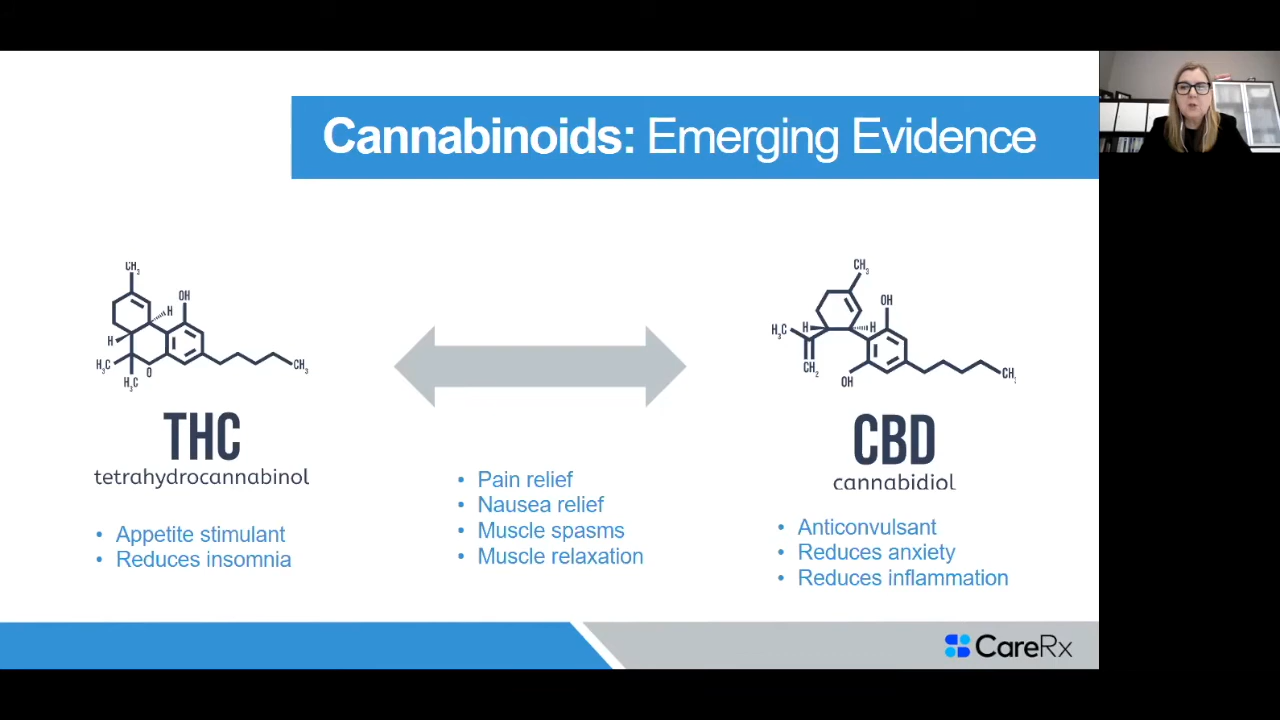 Cannabinoids: Emerging Evidence
CH3
OH
H
H
H3C
O
H3C
CH3
THC
tetrahydrocannabinol
• Appetite stimulant
• Reduces insomnia
• Pain relief
• Nausea relief
• Muscle spasms
• Muscle relaxation
CH3
OH
H3C
H
H
CH2
OH
CH3
CBD
cannabidiol
• Anticonvulsant
• Reduces anxiety
• Reduces inflammation
CareRx